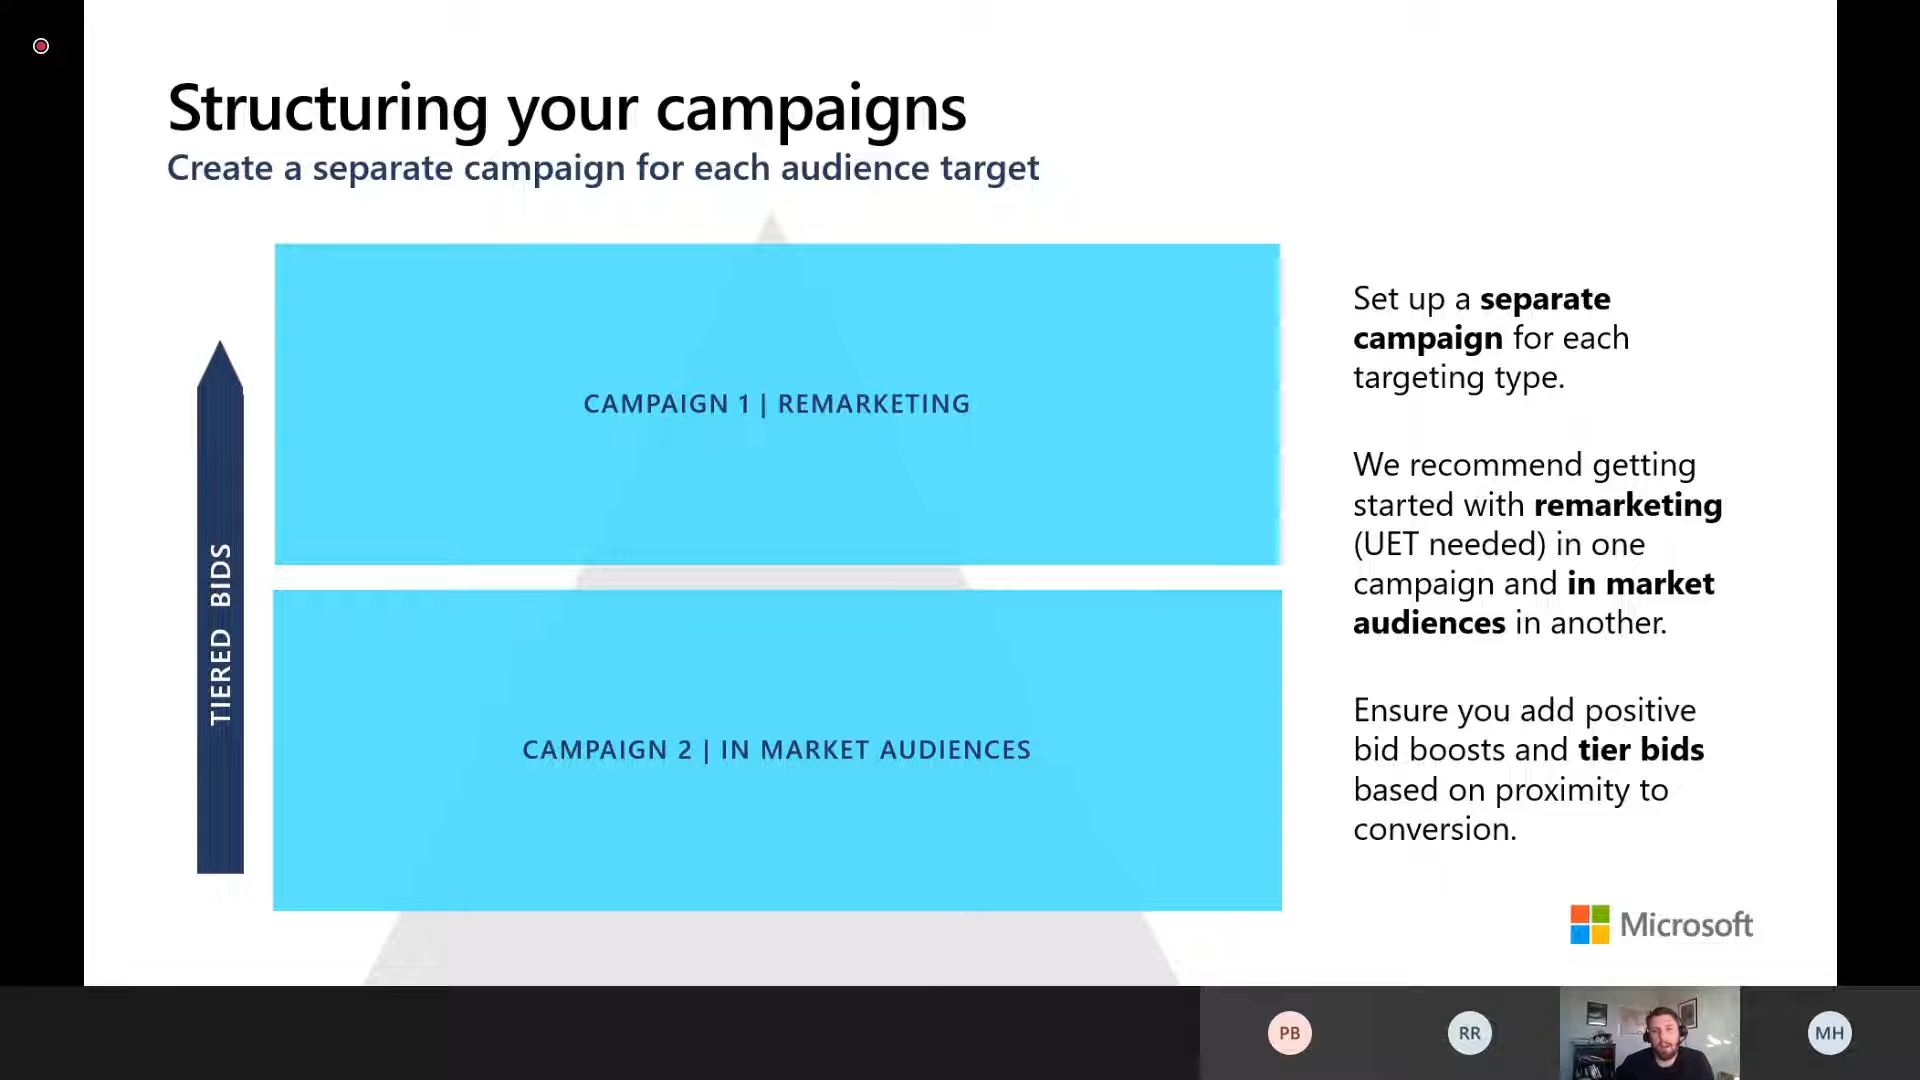 Structuring your campaigns
Create a separate campaign for each audience target
TIERED BIDS
CAMPAIGN 1 | REMARKETING
CAMPAIGN 2 | IN MARKET AUDIENCES
Set up a separate
campaign for each
targeting type.
We recommend getting
started with remarketing
(UET needed) in one
campaign and in market
audiences in another.
Ensure you add positive
bid boosts and tier bids
based on proximity to
conversion.
Microsoft
PB
RR
MH